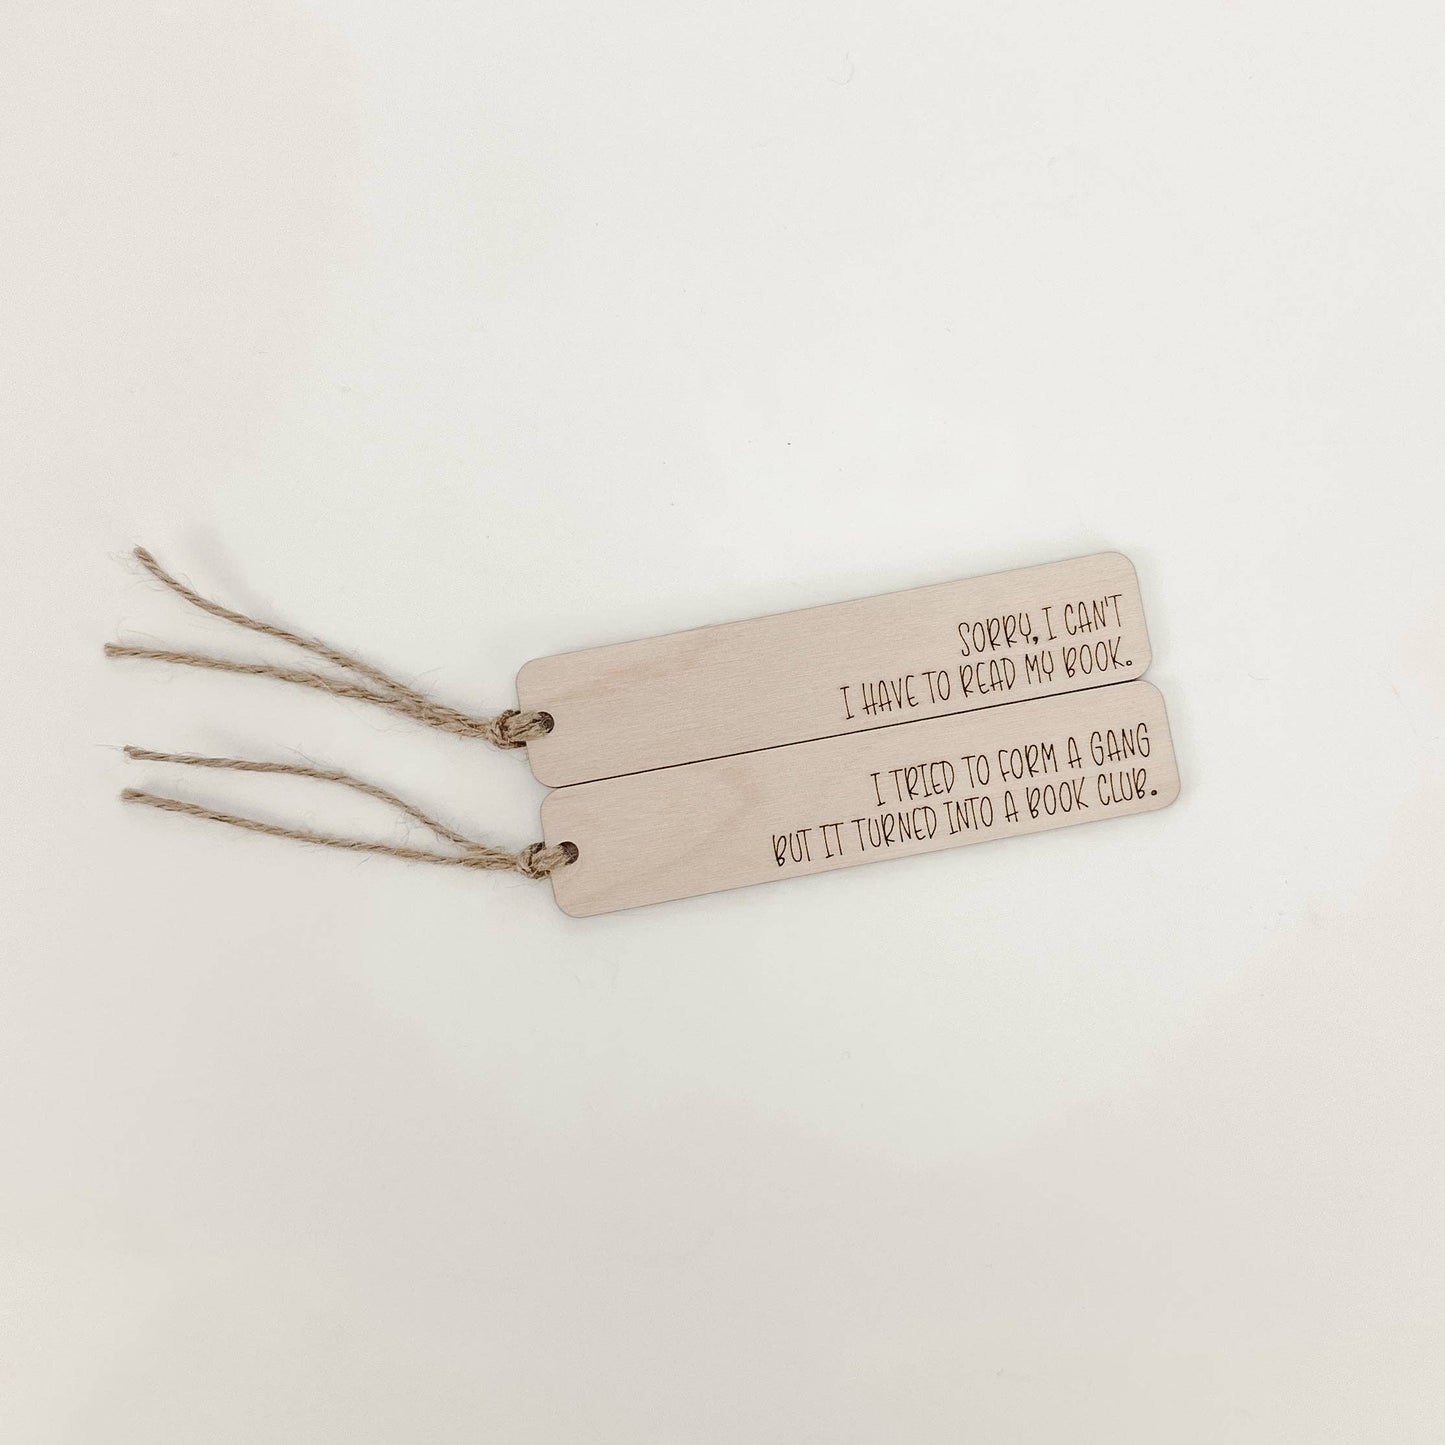 SORRY, I CAN'T
I HAVE TO READ MY BOOK.
I TRIED TO FORM A GANG
BUT IT TURNED INTO A BOOK CLUB.